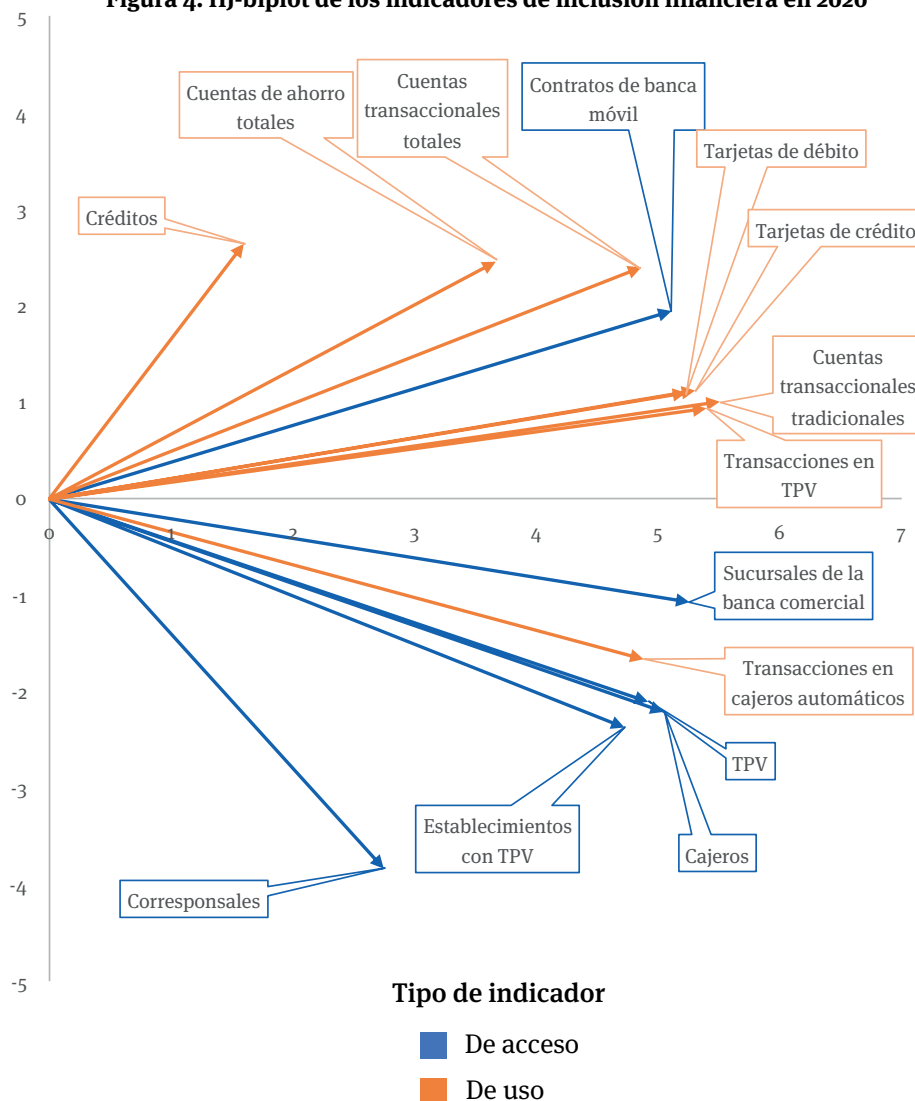 Figura 4. HJ-biplot de los indicadores de inclusión financiera en 2020
5
4
3
2
1
0
-1
-2
-3
-4
-5
0
1
2
3
4
5
6
7
Créditos
Cuentas de ahorro
totales
Cuentas
transaccionales
totales
Contratos de banca
móvil
Tarjetas de débito
Tarjetas de crédito
Cuentas
transaccionales
tradicionales
Transacciones en
TPV
Sucursales de la
banca comercial
Transacciones en
cajeros automáticos
TPV
Cajeros
Establecimientos
con TPV
Corresponsales
Tipo de indicador
De acceso
De uso